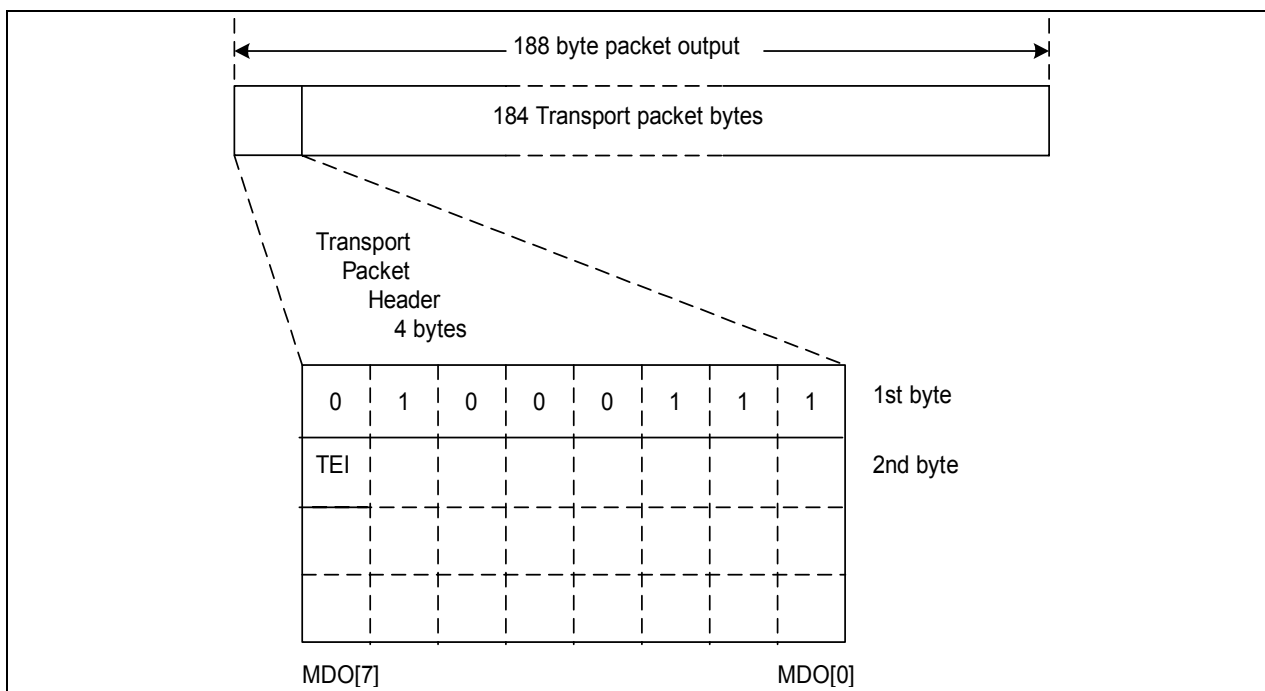 188 byte packet output
184 Transport packet bytes
Transport
Packet
Header
4 bytes
0 1 0 0 0 1 1 1 1st byte
TEI 2nd byte
MDO[7] MDO[0]